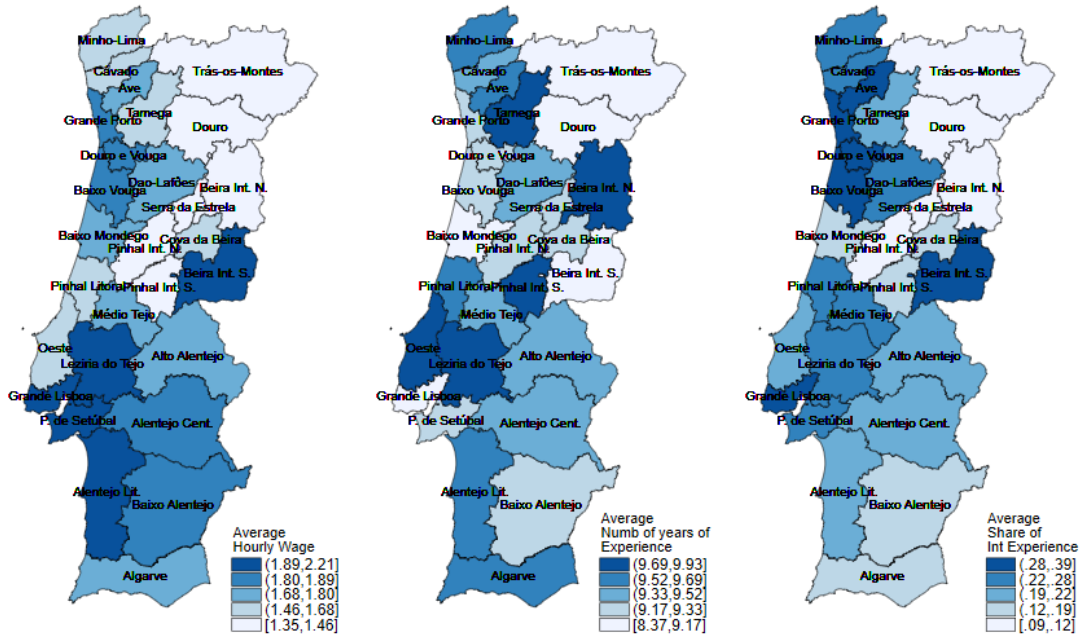 Minho-Lima
Cávado
Trás-os-Montes
Ave
Tamega
Grande Porto
Douro
Douro e Vouga
Dao-Lafões
Baixo Vouga
Beira Int. N.
Serra da Estrela
Baixo Mondego
Cova da Beira
Pinhal Int. N.
Beira Int. S.
Pinhal Litoral
Pinhal Int. S.
Médio Tejo
Oeste
Alto Alentejo
Leziria do Tejo
Grande Lisboa
P. de Setúbal
Alentejo Cent.
Alentejo Lit.
Baixo Alentejo
Algarve
Average
Hourly Wage
(1.89,2.21]
(1.80,1.89]
(1.68,1.80]
(1.46,1.68]
[1.35,1.46]
Minho-Lima
Cávado
Trás-os-Montes
Ave
Tamega
Grande Porto
Douro
Douro e Vouga
Dao-Lafões
Baixo Vouga
Beira Int. N.
Serra da Estrela
Baixo Mondego
Cova da Beira
Pinhal Int. N.
Beira Int. S.
Pinhal Litoral
Pinhal Int. S.
Médio Tejo
Oeste
Alto Alentejo
Leziria do Tejo
Grande Lisboa
P. de Setúbal
Alentejo Cent.
Alentejo Lit.
Baixo Alentejo
Algarve
Average
Numb of years of
Experience
(9.69,9.93]
(9.52,9.69]
(9.33,9.52]
(9.17,9.33]
[8.37,9.17]
Minho-Lima
Cávado
Trás-os-Montes
Ave
Tamega
Grande Porto
Douro
Douro e Vouga
Dao-Lafões
Baixo Vouga
Beira Int. N.
Serra da Estrela
Baixo Mondego
Cova da Beira
Pinhal Int. N.
Beira Int. S.
Pinhal Litoral
Pinhal Int. S.
Médio Tejo
Oeste
Alto Alentejo
Leziria do Tejo
Grande Lisboa
P. de Setúbal
Alentejo Cent.
Alentejo Lit.
Baixo Alentejo
Algarve
Average
Share of
Int Experience
(.28,.39]
(.22,.28]
(.19,.22]
(.12,.19]
[.09,.12]